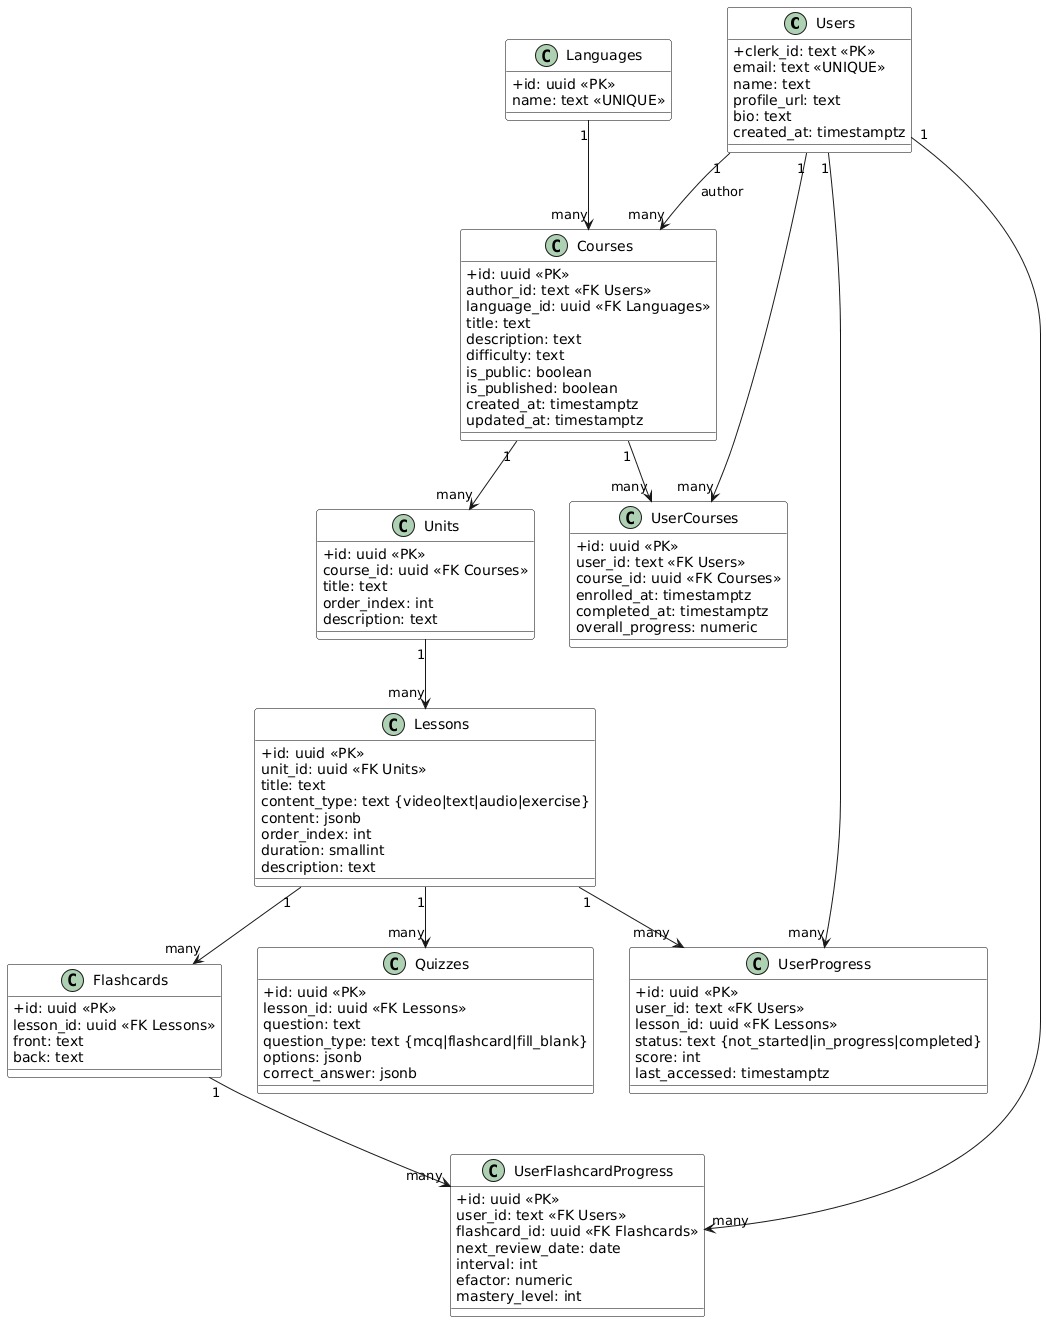 C Users
+clerk_id: text «PK»
email: text «UNIQUE»
name: text
profile_url: text
bio: text
created_at: timestamptz
C Languages
+id: uuid «PK»
name: text «UNIQUE»
1
1
1
1
1
author
many
many
C Courses
+id: uuid «PK»
author_id: text «FK Users»
language_id: uuid «FK Languages»
title: text
description: text
difficulty: text
is_public: boolean
is_published: boolean
created_at: timestamptz
updated_at: timestamptz
1
1
many
many
many
C Units
+id: uuid «PK»
course_id: uuid «FK Courses»
title: text
order_index: int
description: text
C UserCourses
+id: uuid «PK»
user_id: text «FK Users»
course_id: uuid «FK Courses»
enrolled_at: timestamptz
completed_at: timestamptz
overall_progress: numeric
1
many
C Lessons
+id: uuid «PK»
unit_id: uuid «FK Units»
title: text
content_type: text {video|text|audio|exercise}
content: jsonb
order_index: int
duration: smallint
description: text
1
1
1
many
many
many
many
C Flashcards
+id: uuid «PK»
lesson_id: uuid «FK Lessons»
front: text
back: text
C Quizzes
+id: uuid «PK»
lesson_id: uuid «FK Lessons»
question: text
question_type: text {mcq|flashcard|fill_blank}
options: jsonb
correct_answer: jsonb
C UserProgress
+id: uuid «PK»
user_id: text «FK Users»
lesson_id: uuid «FK Lessons»
status: text {not_started|in_progress|completed}
score: int
last_accessed: timestamptz
1
many
many
C UserFlashcardProgress
+id: uuid «PK»
user_id: text «FK Users»
flashcard_id: uuid «FK Flashcards»
next_review_date: date
interval: int
efactor: numeric
mastery_level: int